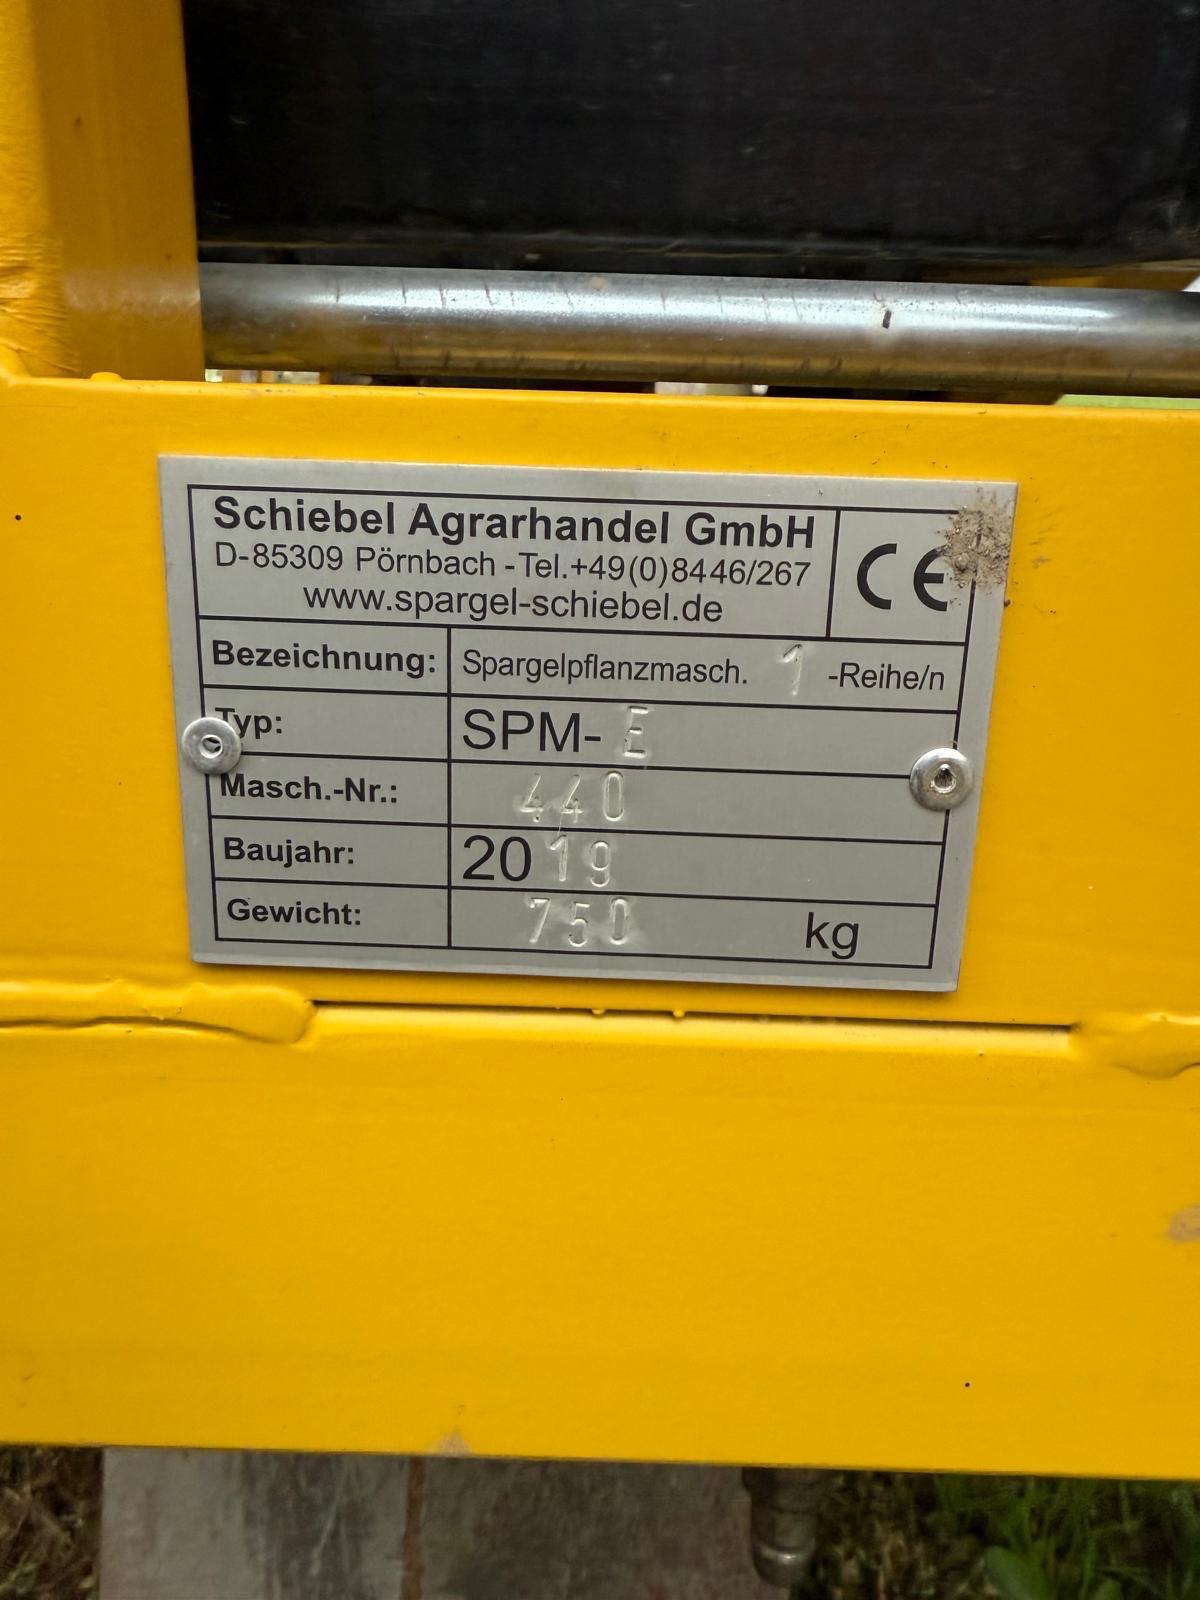 Schiebel Agrarhandel GmbH
D-85309 Pörnbach - Tel.+49(0)8446/267
www.spargel-schiebel.de
CE
Bezeichnung: Spargelpflanzmasch. 1 -Reihe/n
Typ: SPM- E
Masch.-Nr.: 440
Baujahr: 2019
Gewicht: 750 kg